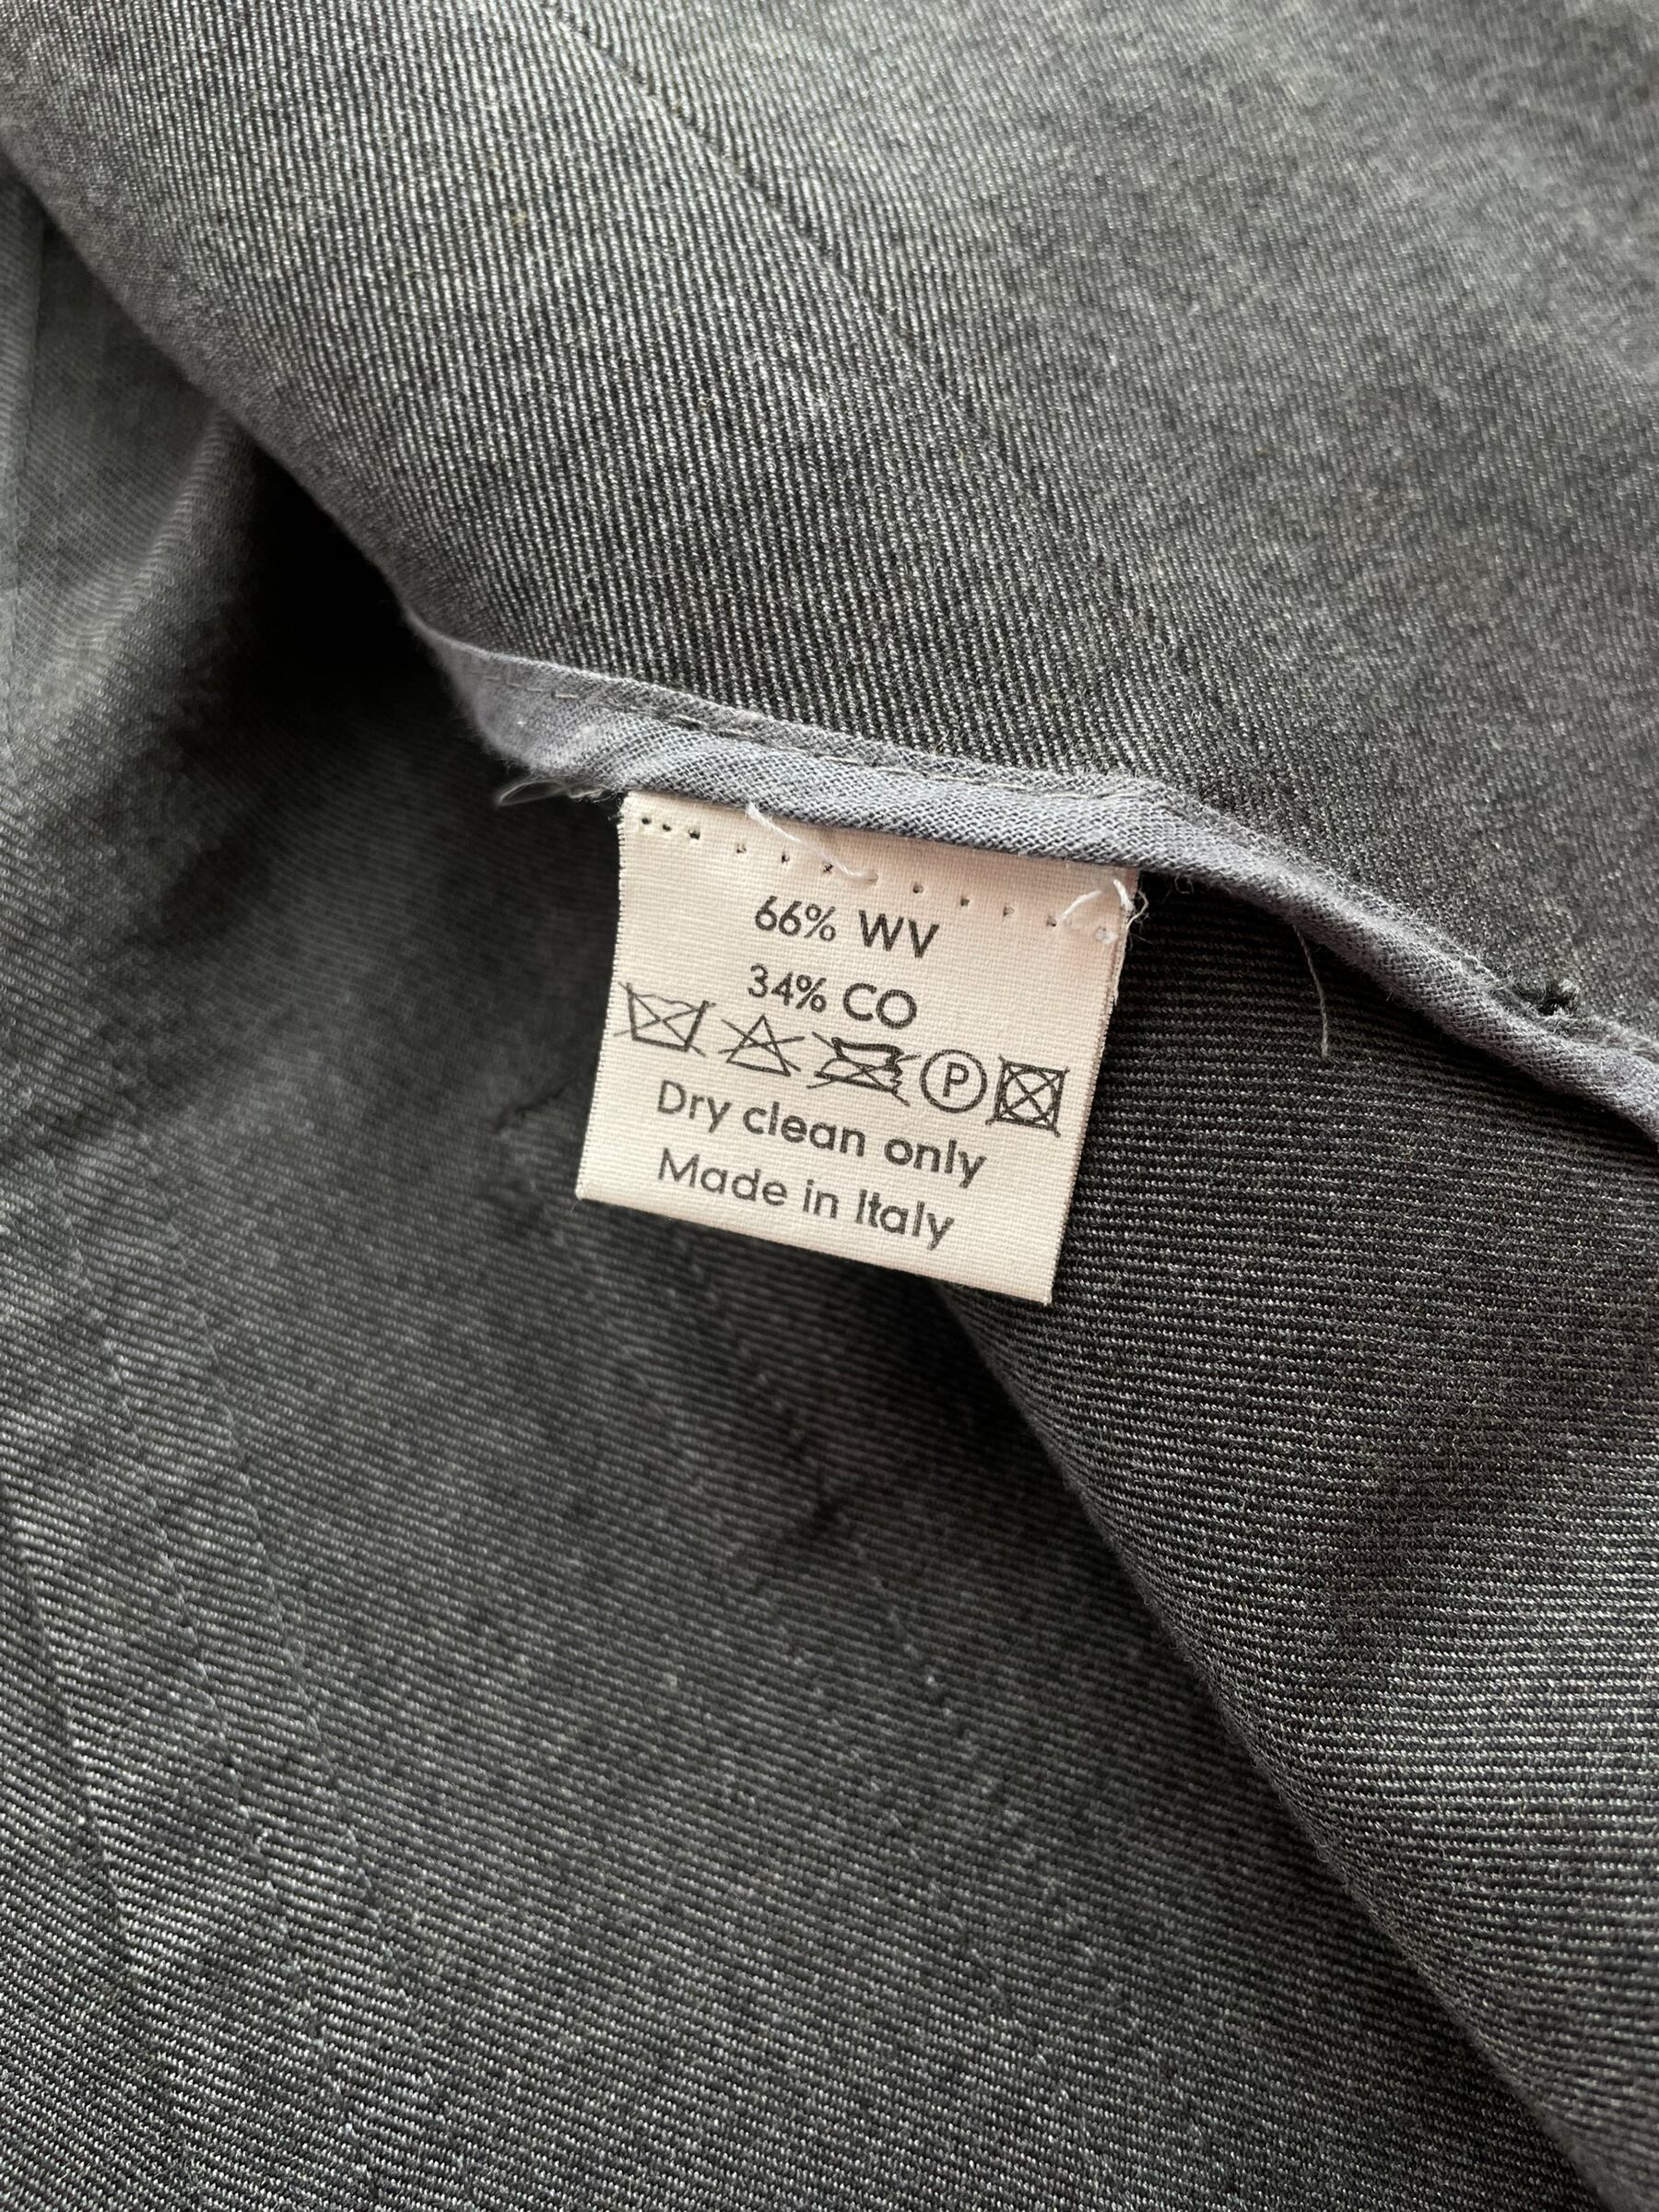 66% WV
34% CO
P
Dry clean only
Made in Italy